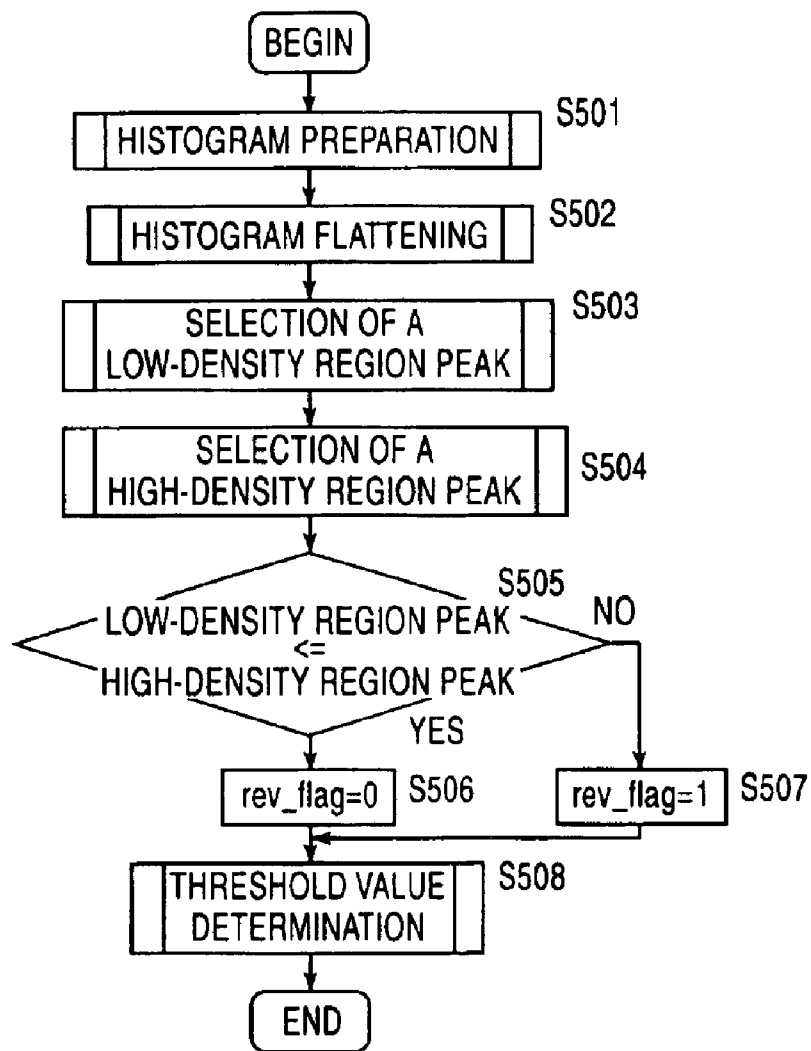 BEGIN
S501
HISTOGRAM PREPARATION
S502
HISTOGRAM FLATTENING
S503
SELECTION OF A
LOW-DENSITY REGION PEAK
SELECTION OF A
HIGH-DENSITY REGION PEAK
S504
S505
LOW-DENSITY REGION PEAK
<=
HIGH-DENSITY REGION PEAK
NO
YES
rev_flag=0
S506
rev_flag=1
S507
THRESHOLD VALUE
DETERMINATION
S508
END